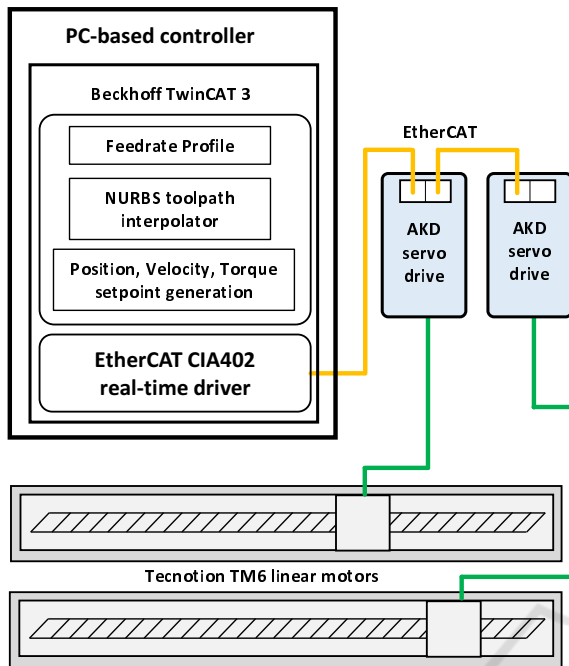 PC-based controller
Beckhoff TwinCAT 3
Feedrate Profile
NURBS toolpath
interpolator
Position, Velocity, Torque
setpoint generation
EtherCAT CIA402
real-time driver
EtherCAT
AKD
servo
drive
AKD
servo
drive
Tecnotion TM6 linear motors